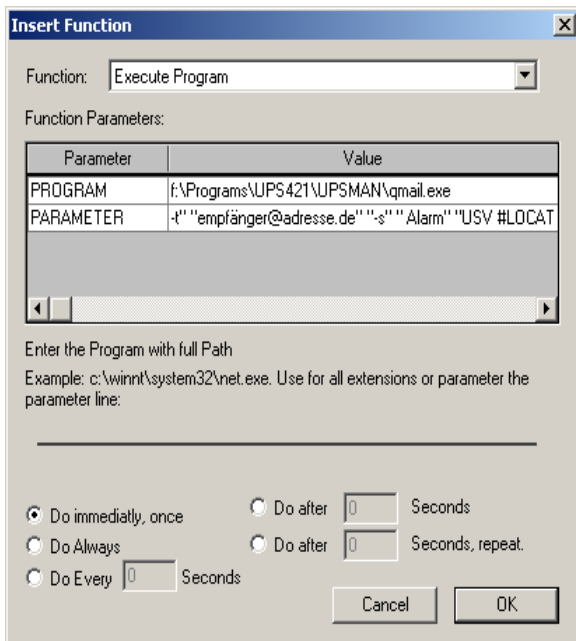 Insert Function
Function: Execute Program
Function Parameters:
Parameter Value
PROGRAM f:\Programs\UPS421\UPSMAN\qmail.exe
PARAMETER -t" "empfänger@adresse.de" "-s" " Alarm" "USV #LOCAT
Enter the Program with full Path
Example: c:\winnt\system32\net.exe. Use for all extensions or parameter the
parameter line:
Do immediatly, once
Do after 0 Seconds
Do Always
Do after 0 Seconds, repeat.
Do Every 0 Seconds
Cancel OK